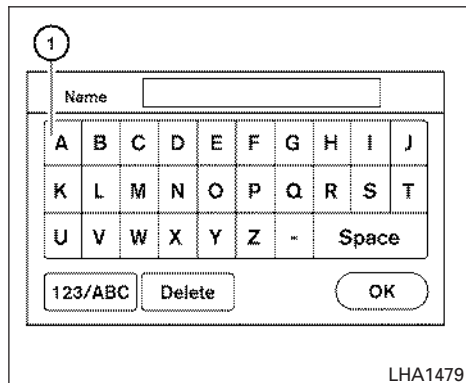 1
Name
A B C D E F G H I J
K L M N O P Q R S T
U V W X Y Z - Space
123/ABC Delete OK
LHA1479